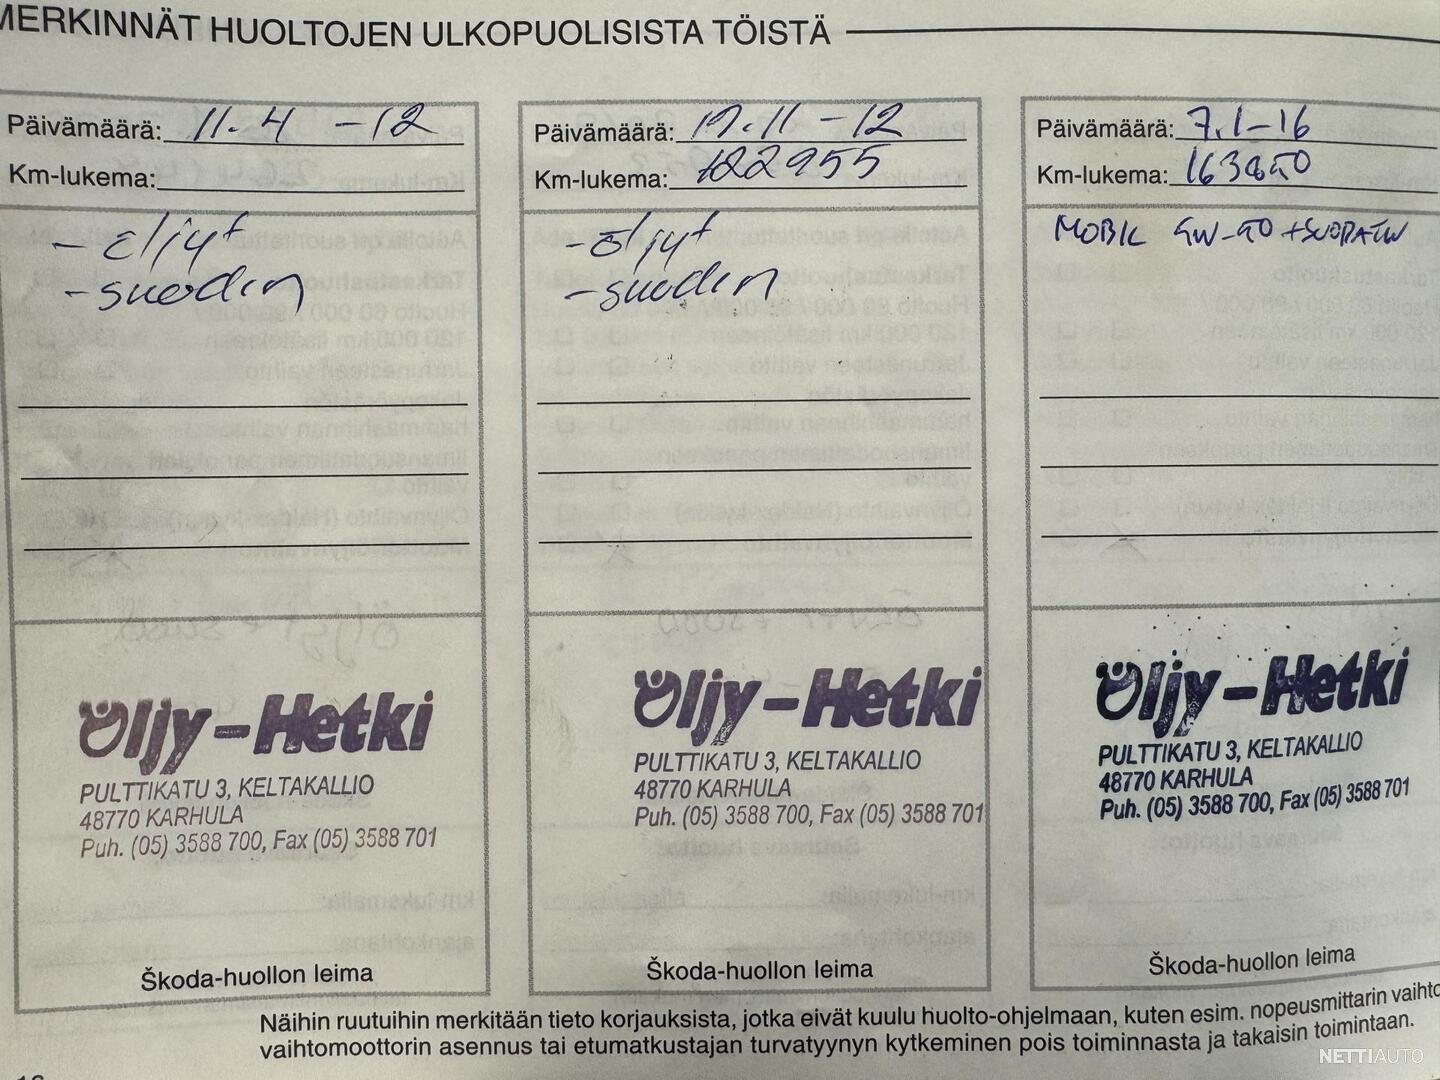 MERKINNÄT HUOLTOJEN ULKOPUOLISISTA TÖISTÄ
Päivämäärä: 11.4 -12
Km-lukema:
- öljyt
- suodin
Öljy-Hetki
PULTTIKATU 3, KELTAKALLIO
48770 KARHULA
Puh. (05) 3588 700, Fax (05) 3588 701
Škoda-huollon leima
Päivämäärä: 19.11 -12
Km-lukema: 122955
- öljyt
- suodin
Öljy-Hetki
PULTTIKATU 3, KELTAKALLIO
48770 KARHULA
Puh. (05) 3588 700, Fax (05) 3588 701
Škoda-huollon leima
Päivämäärä: 7.1-16
Km-lukema:
MOBIL 5W-50 +SUODATIN
Öljy-Hetki
PULTTIKATU 3, KELTAKALLIO
48770 KARHULA
Puh. (05) 3588 700, Fax (05) 3588 701
Škoda-huollon leima
Näihin ruutuihin merkitään tieto korjauksista, jotka eivät kuulu huolto-ohjelmaan, kuten esim. nopeusmittarin vaihto
vaihtomoottorin asennus tai etumatkustajan turvatyynyn kytkeminen pois toiminnasta ja takaisin toimintaan.
NETTIAUTO